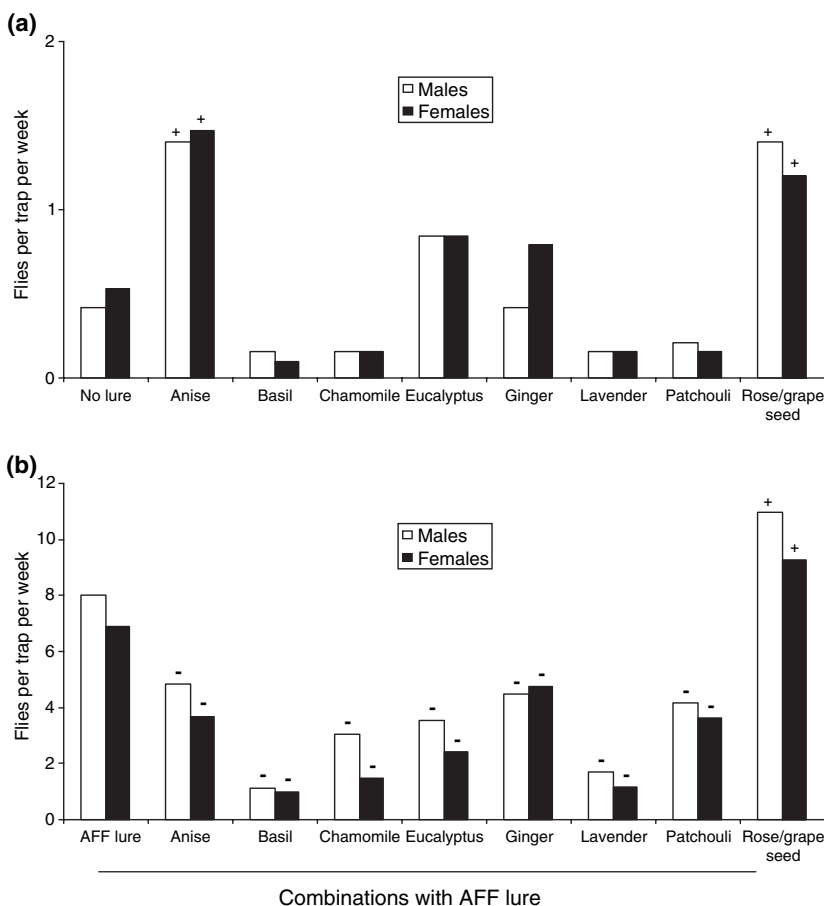 (a)
2
1
0
Flies per trap per week
Males
Females
+ +
+ +
No lure Anise Basil Chamomile Eucalyptus Ginger Lavender Patchouli Rose/grape
seed
(b)
12
10
8
6
4
2
0
Flies per trap per week
Males
Females
+ +
- -
- -
- -
- -
- -
- -
- -
AFF lure Anise Basil Chamomile Eucalyptus Ginger Lavender Patchouli Rose/grape
seed
Combinations with AFF lure